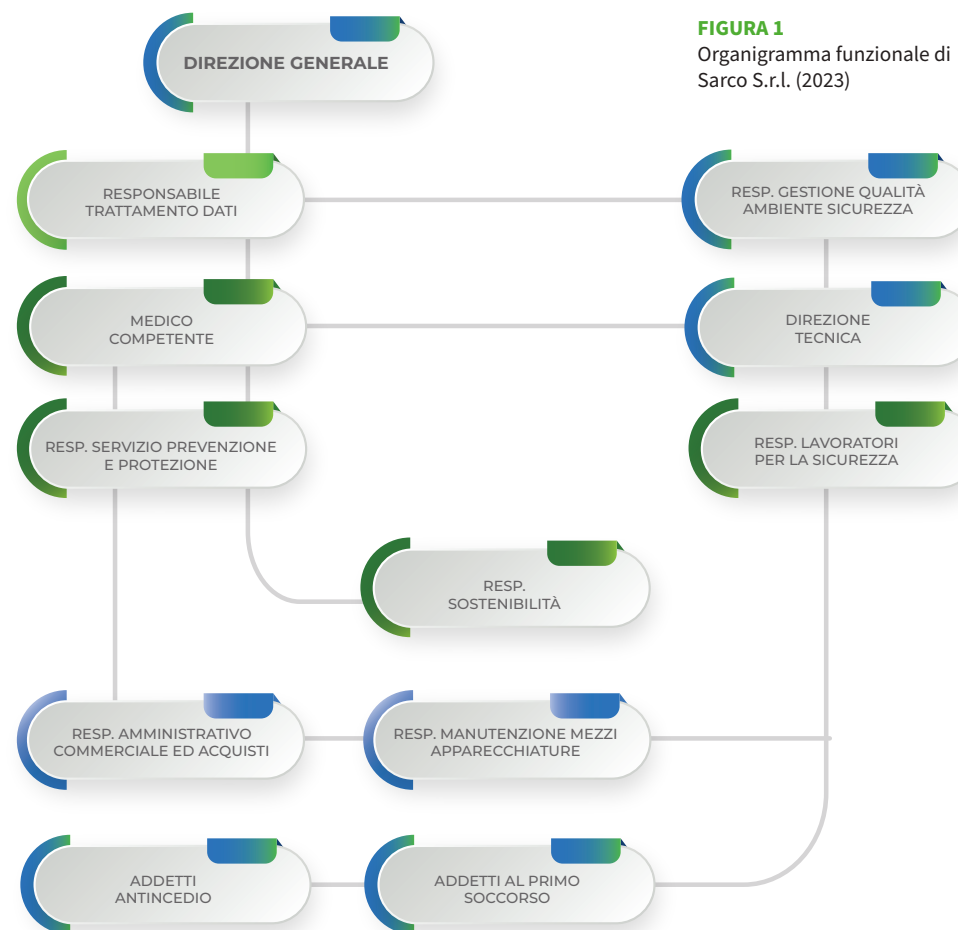 DIREZIONE GENERALE
FIGURA 1
Organigramma funzionale di
Sarco S.r.l. (2023)
RESPONSABILE
TRATTAMENTO DATI
RESP. GESTIONE QUALITÀ
AMBIENTE SICUREZZA
MEDICO
COMPETENTE
DIREZIONE
TECNICA
RESP. SERVIZIO PREVENZIONE
E PROTEZIONE
RESP. LAVORATORI
PER LA SICUREZZA
RESP.
SOSTENIBILITÀ
RESP. AMMINISTRATIVO
COMMERCIALE ED ACQUISTI
RESP. MANUTENZIONE MEZZI
APPARECCHIATURE
ADDETTI
ANTINCEDIO
ADDETTI AL PRIMO
SOCCORSO